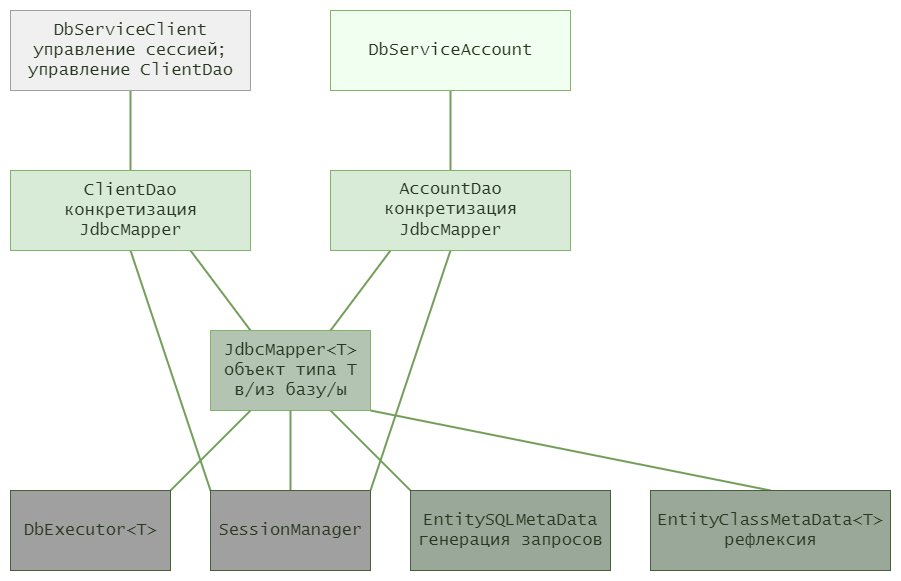 DbServiceClient
управление сессией;
управление ClientDao
DbServiceAccount
ClientDao
конкретизация
JdbcMapper
AccountDao
конкретизация
JdbcMapper
JdbcMapper<T>
объект типа T
в/из базу/ы
DbExecutor<T>
SessionManager
EntitySQLMetaData
генерация запросов
EntityClassMetaData<T>
рефлексия